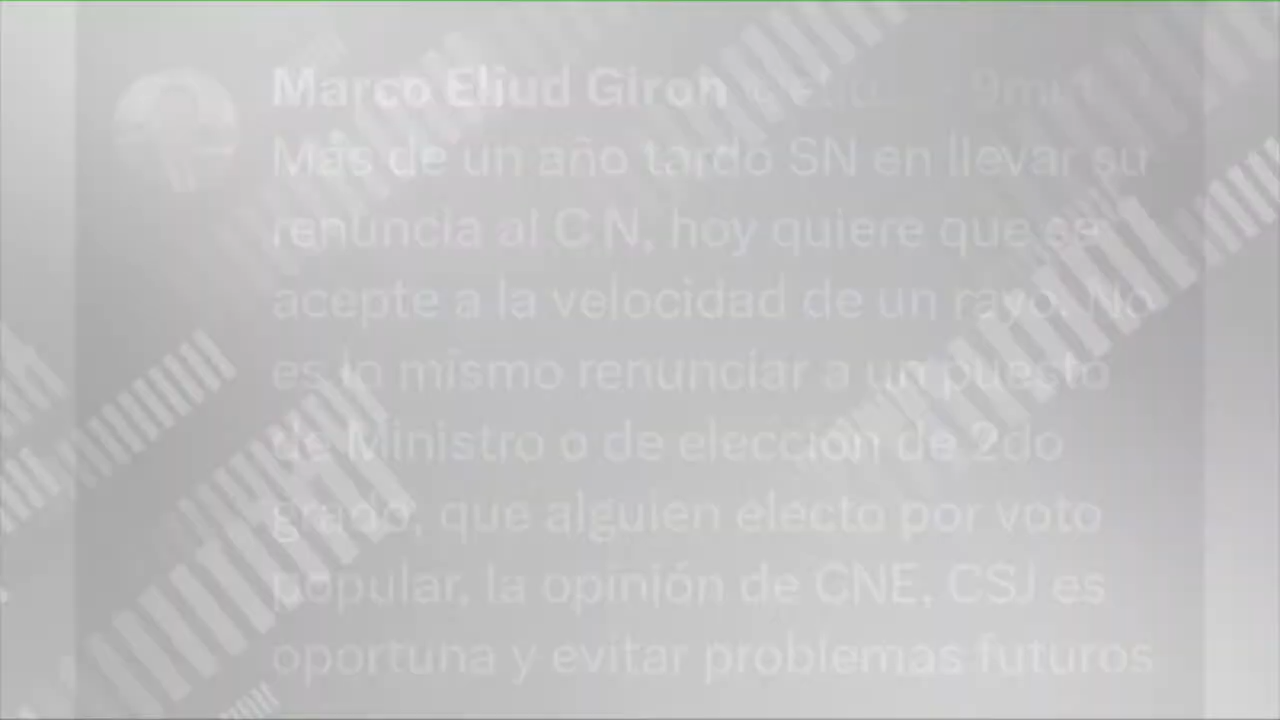 Marco Eliud Giron 9min
Más de un año tardó SN en llevar su
renuncia al C.N, hoy quiere que se
acepte a la velocidad de un rayo. No
es lo mismo renunciar a un puesto
de Ministro o de elección de 2do
grado, que alguien electo por voto
popular, la opinión de CNE, CSJ es
oportuna y evitar problemas futuros